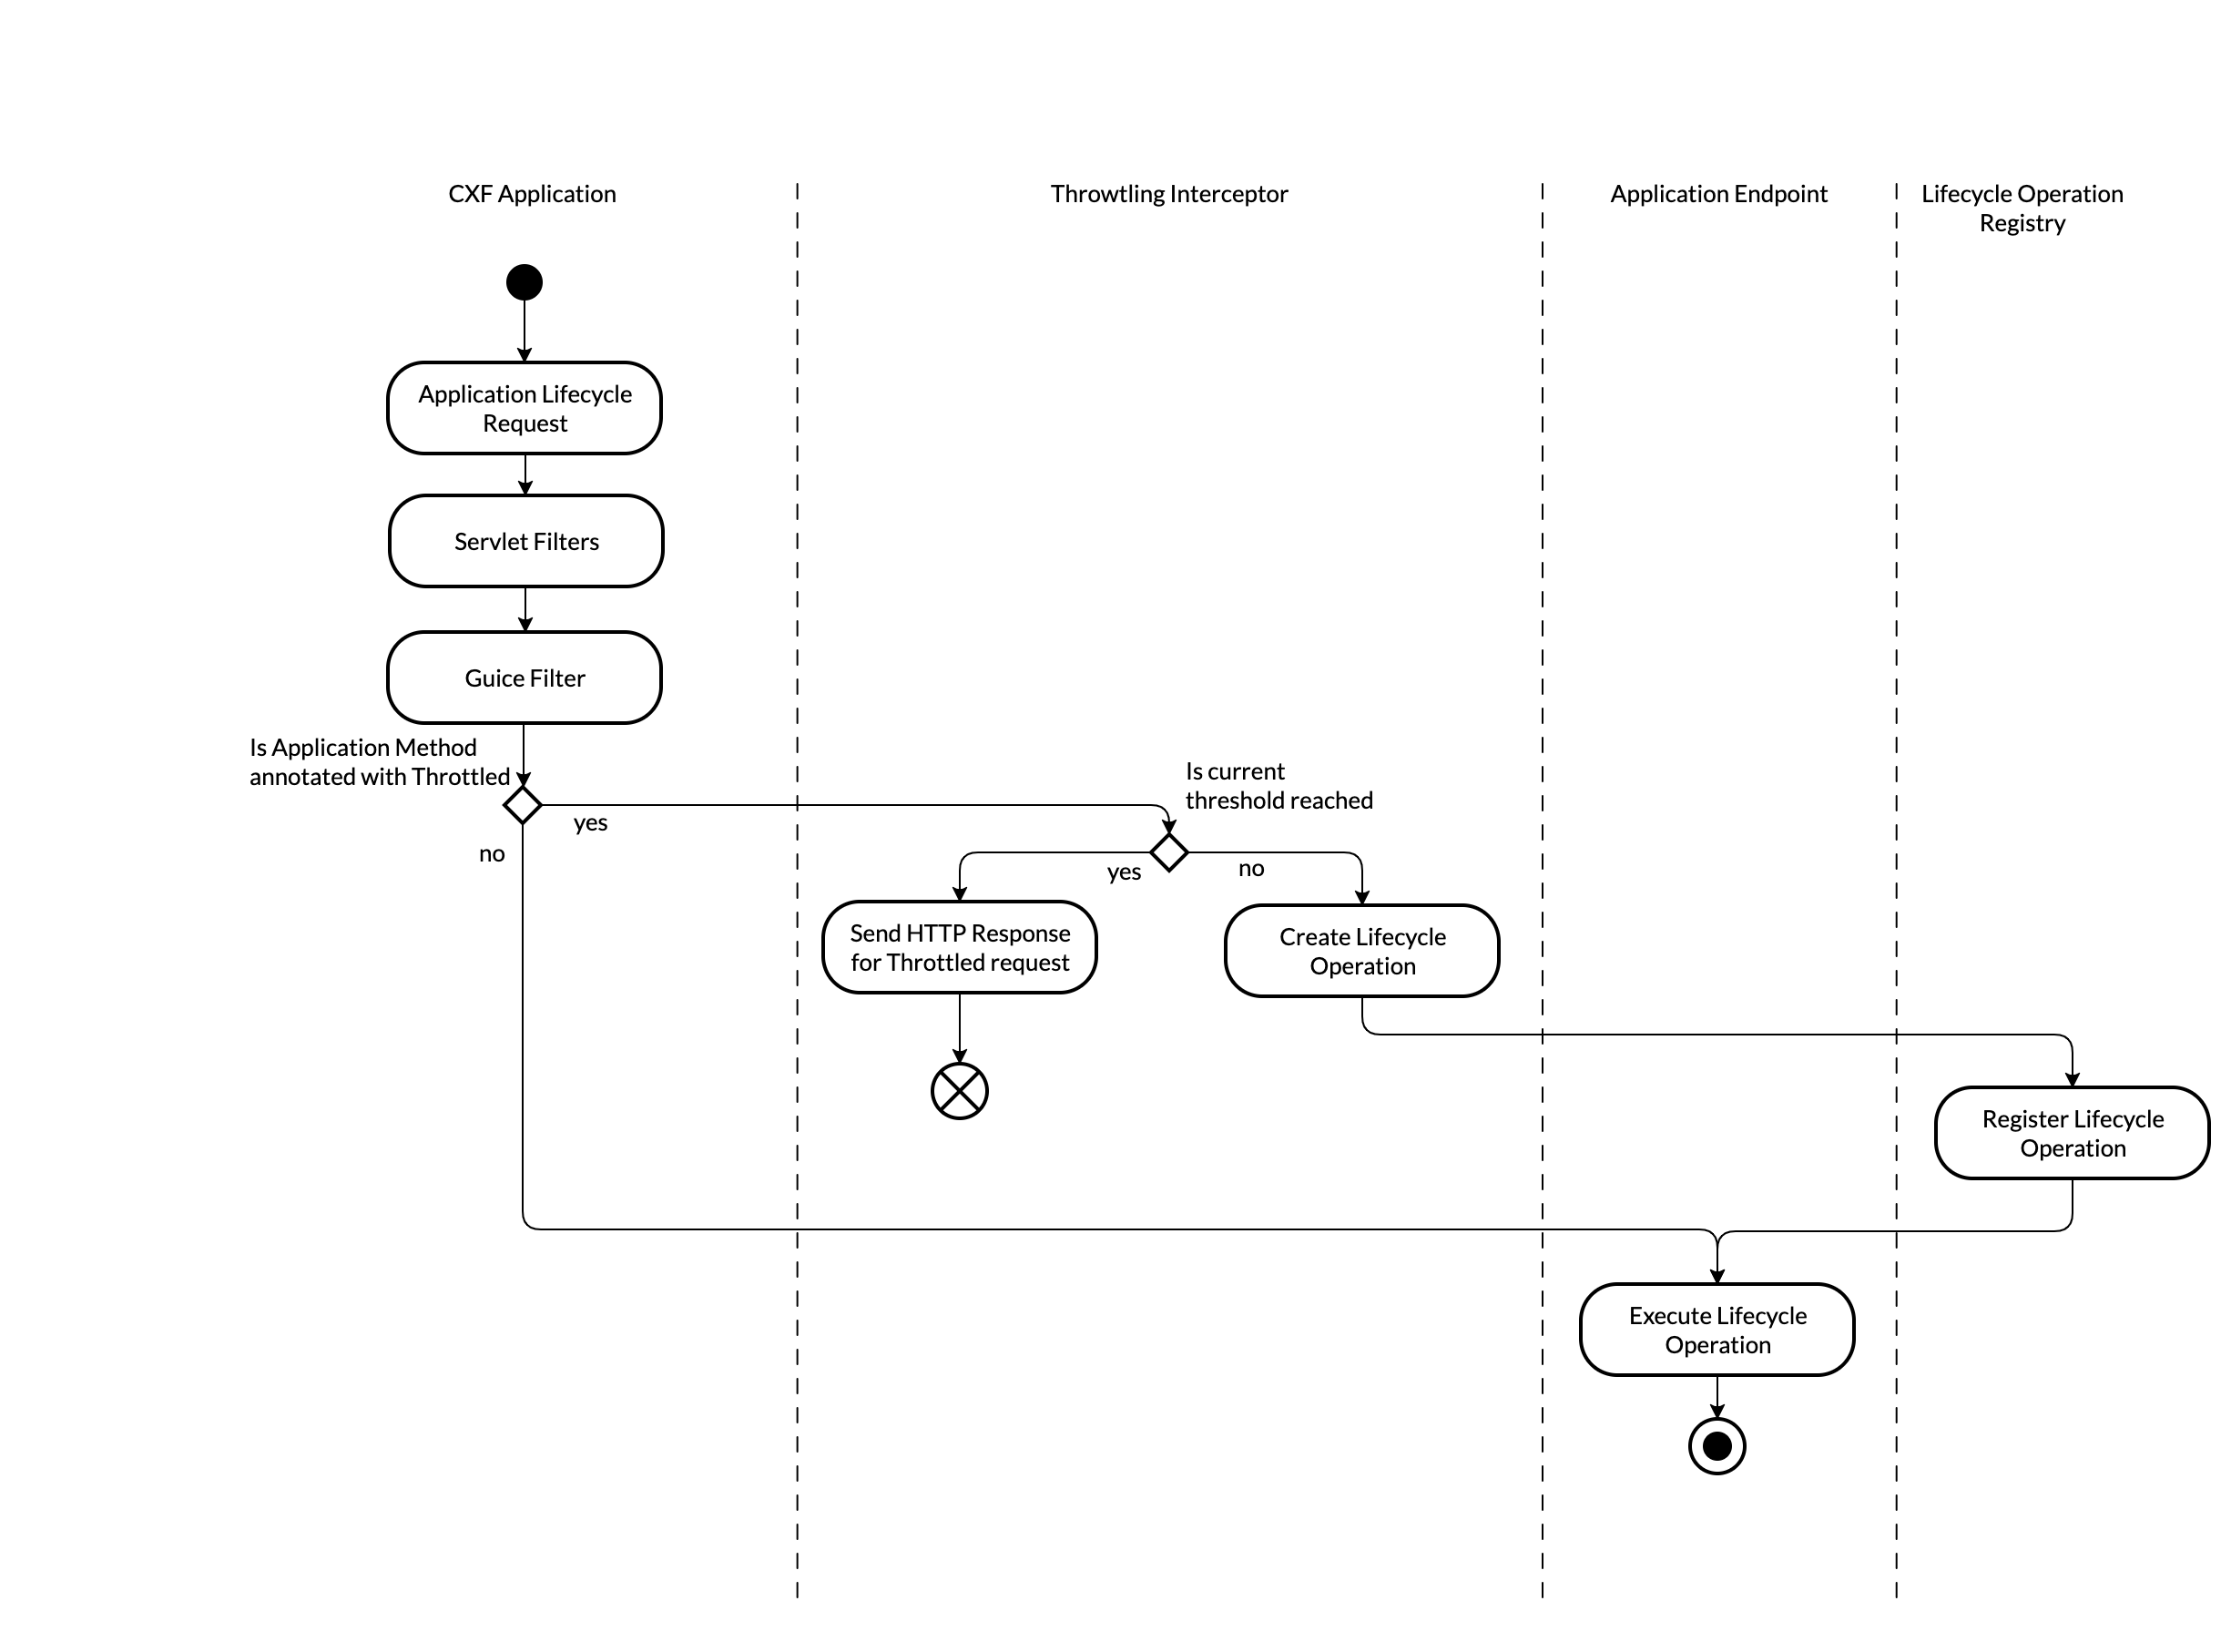 CXF Application
Throwtling Interceptor
Application Endpoint
Lifecycle Operation
Registry
Application Lifecycle
Request
Servlet Filters
Guice Filter
Is Application Method
annotated with Throttled
yes
no
Is current
threshold reached
yes
no
Send HTTP Response
for Throttled request
Create Lifecycle
Operation
Register Lifecycle
Operation
Execute Lifecycle
Operation